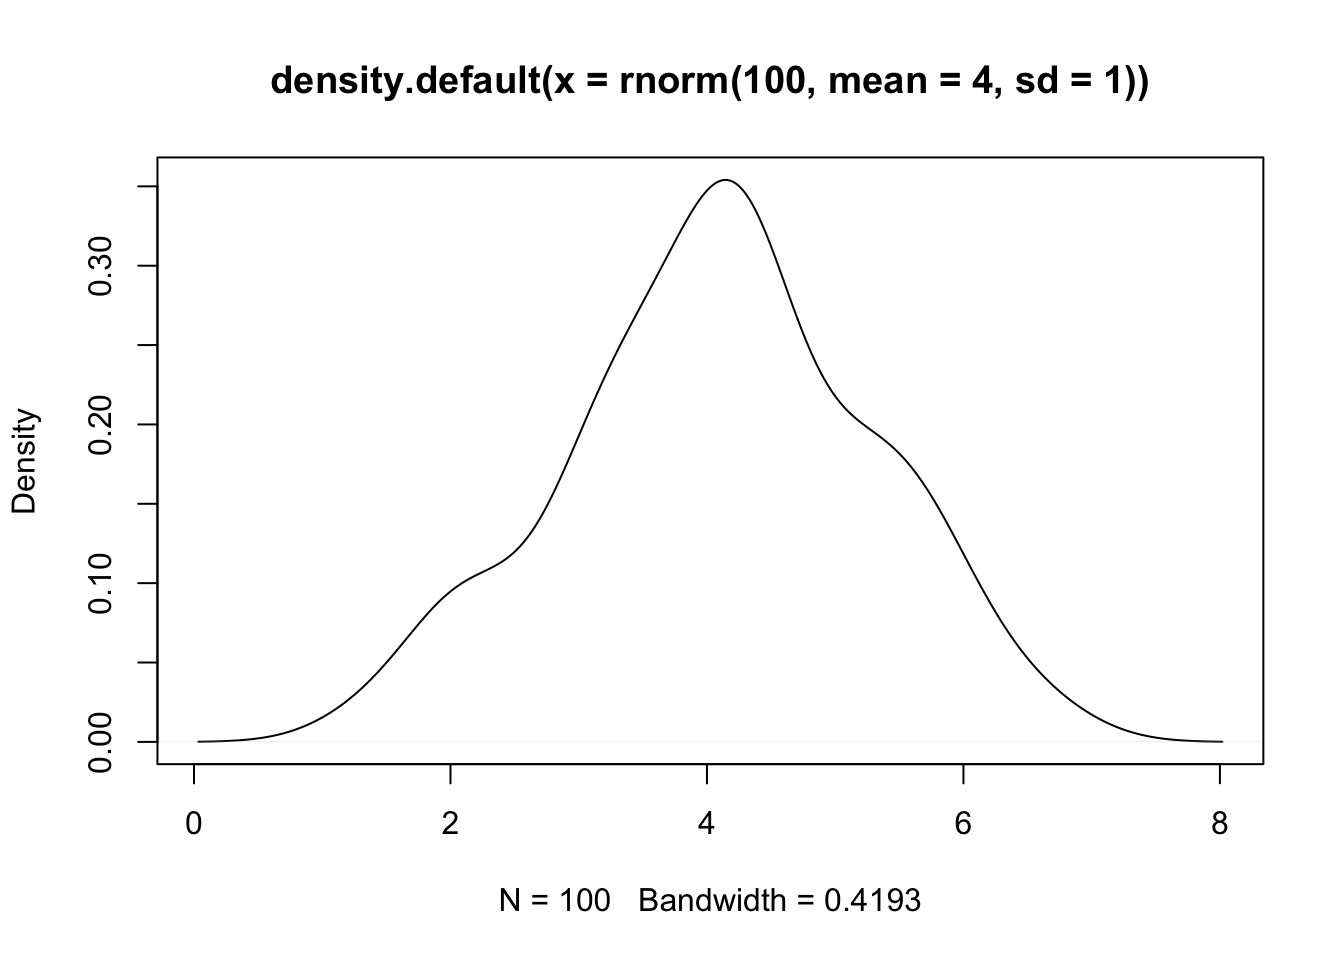 density.default(x = rnorm(100, mean = 4, sd = 1))
Density
0.30
0.20
0.10
0.00
0 2 4 6 8
N = 100 Bandwidth = 0.4193